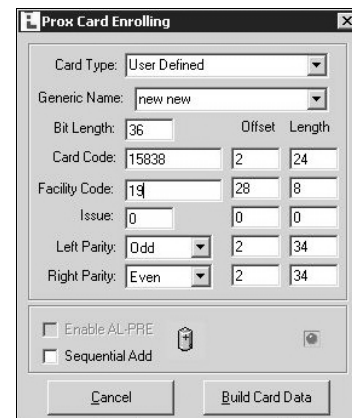 Prox Card Enrolling
Card Type: User Defined
Generic Name: new new
Bit Length: 36 Offset Length
Card Code: 15838 2 24
Facility Code: 19 28 8
Issue: 0 0 0
Left Parity: Odd 2 34
Right Parity: Even 2 34
Enable AL-PRE
Sequential Add
Cancel Build Card Data